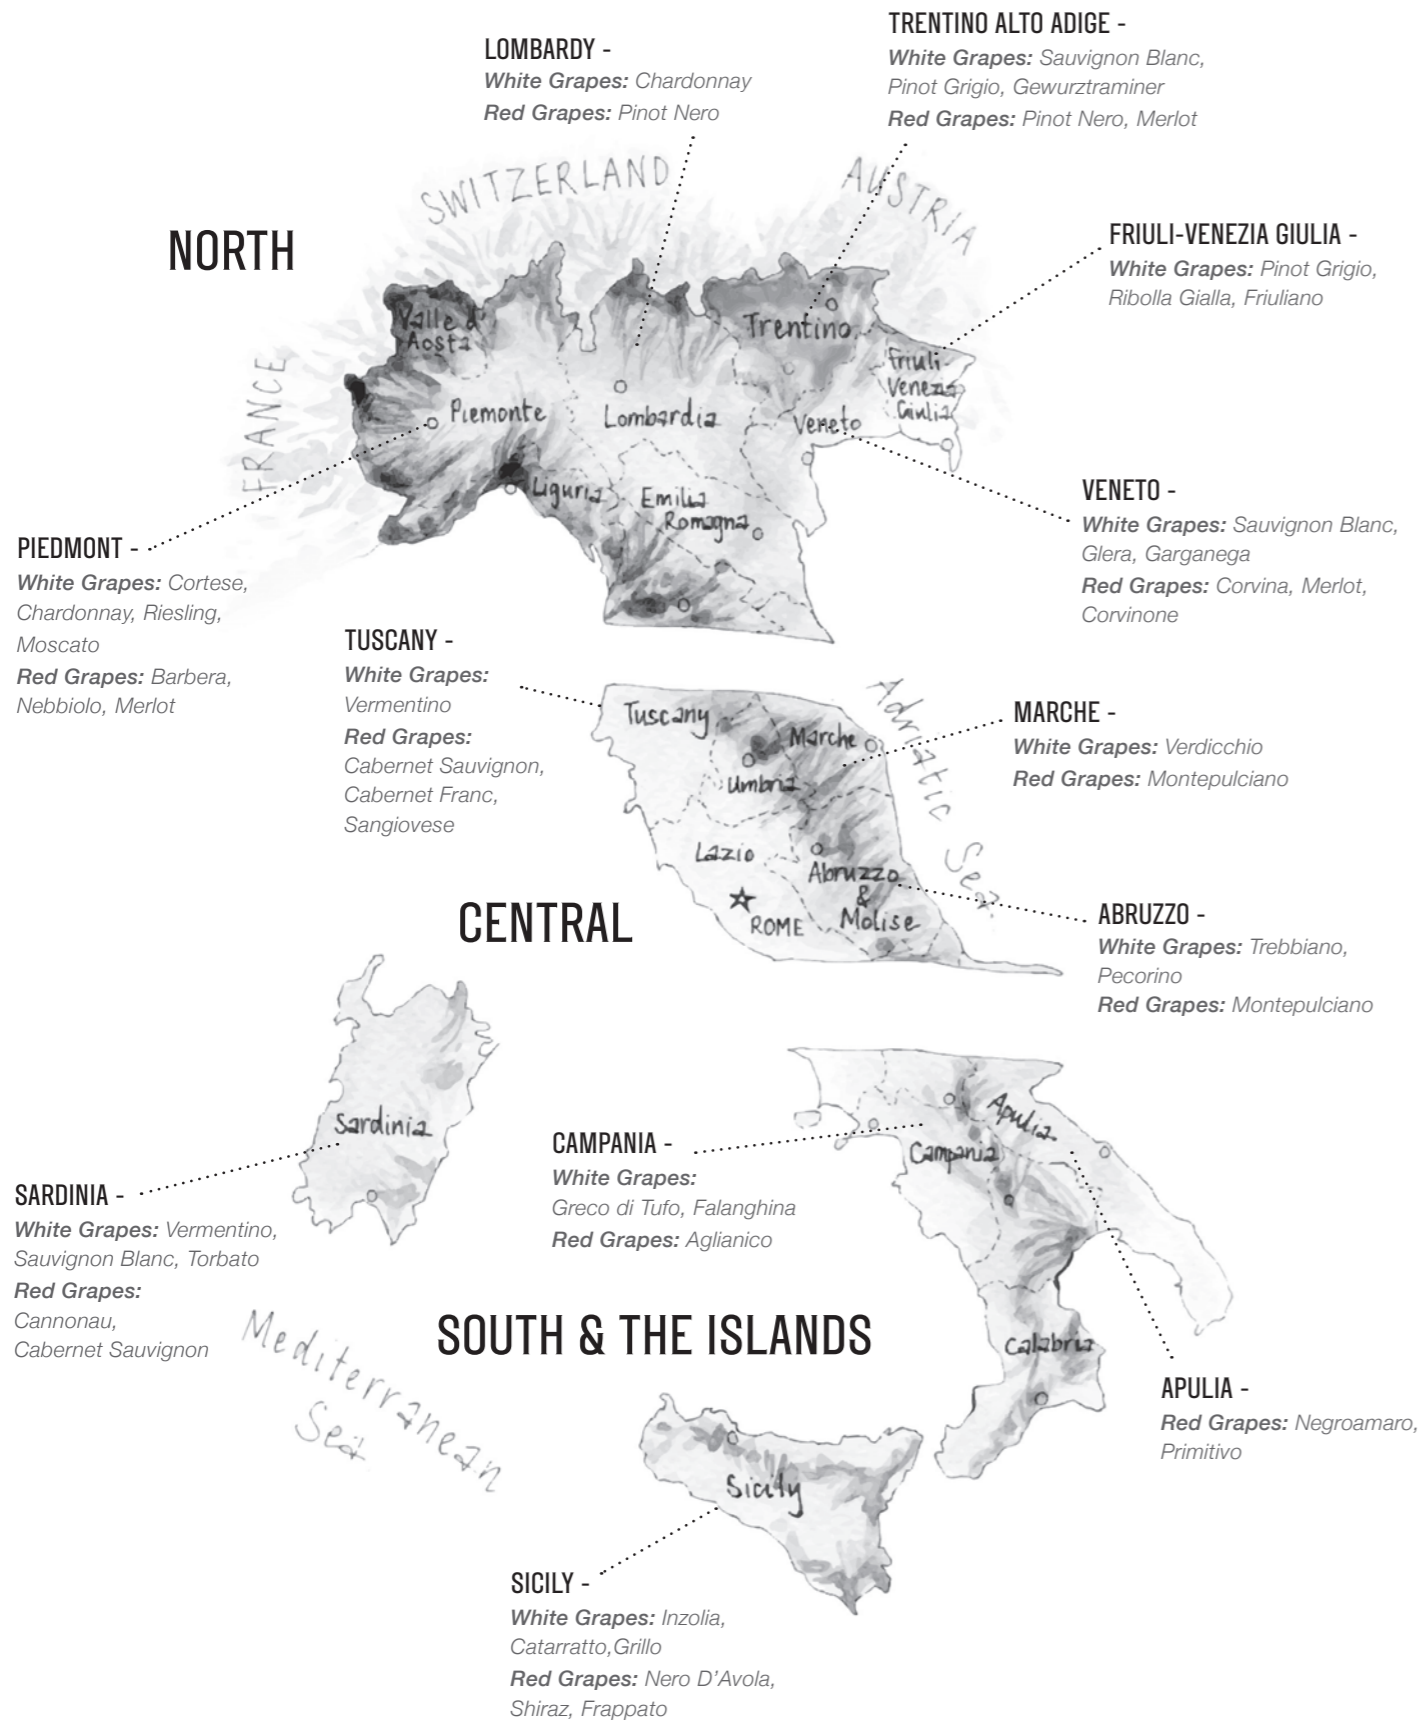 LOMBARDY -
White Grapes: Chardonnay
Red Grapes: Pinot Nero
TRENTINO ALTO ADIGE -
White Grapes: Sauvignon Blanc,
Pinot Grigio, Gewurztraminer
Red Grapes: Pinot Nero, Merlot
SWITZERLAND
AUSTRIA
NORTH
FRIULI-VENEZIA GIULIA -
White Grapes: Pinot Grigio,
Ribolla Gialla, Friuliano
FRANCE
Valle d'
Aosta
Piemonte
Lombardia
Trentino
Friuli
Venezia
Giulia
Veneto
Liguria
Emilia
Romagna
PIEDMONT -
White Grapes: Cortese,
Chardonnay, Riesling,
Moscato
Red Grapes: Barbera,
Nebbiolo, Merlot
VENETO -
White Grapes: Sauvignon Blanc,
Glera, Garganega
Red Grapes: Corvina, Merlot,
Corvinone
TUSCANY -
White Grapes:
Vermentino
Red Grapes:
Cabernet Sauvignon,
Cabernet Franc,
Sangiovese
Tuscany
Marche
Umbria
Lazio
ROME
Abruzzo
&
Molise
Adriatic Sea
MARCHE -
White Grapes: Verdicchio
Red Grapes: Montepulciano
CENTRAL
ABRUZZO -
White Grapes: Trebbiano,
Pecorino
Red Grapes: Montepulciano
Sardinia
SARDINIA -
White Grapes: Vermentino,
Sauvignon Blanc, Torbato
Red Grapes:
Cannonau,
Cabernet Sauvignon
CAMPANIA -
White Grapes:
Greco di Tufo, Falanghina
Red Grapes: Aglianico
Apulia
Campania
Calabria
SOUTH & THE ISLANDS
Mediterranean
Sea
APULIA -
Red Grapes: Negroamaro,
Primitivo
Sicily
SICILY -
White Grapes: Inzolia,
Catarratto,Grillo
Red Grapes: Nero D'Avola,
Shiraz, Frappato